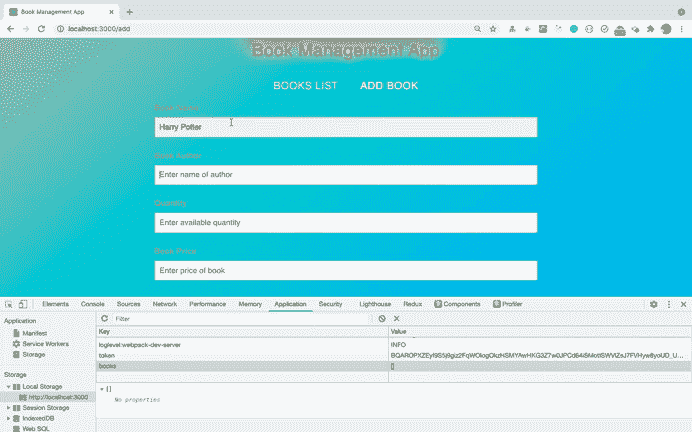 Book Management App
localhost:3000/add
Book Management App
BOOKS LIST ADD BOOK
Harry Potter
Book Author
Enter name of author
Quantity
Enter available quantity
Book Price
Enter price of book
Elements Console Sources Network Performance Memory Application Security Lighthouse Redux Components Profiler
Application
Manifest
Service Workers
Storage
Storage
Local Storage
http://localhost:3000
Session Storage
IndexedDB
Web SQL
Filter
Key Value
loglevel:webpack-dev-server INFO
token
books []
[]
No properties